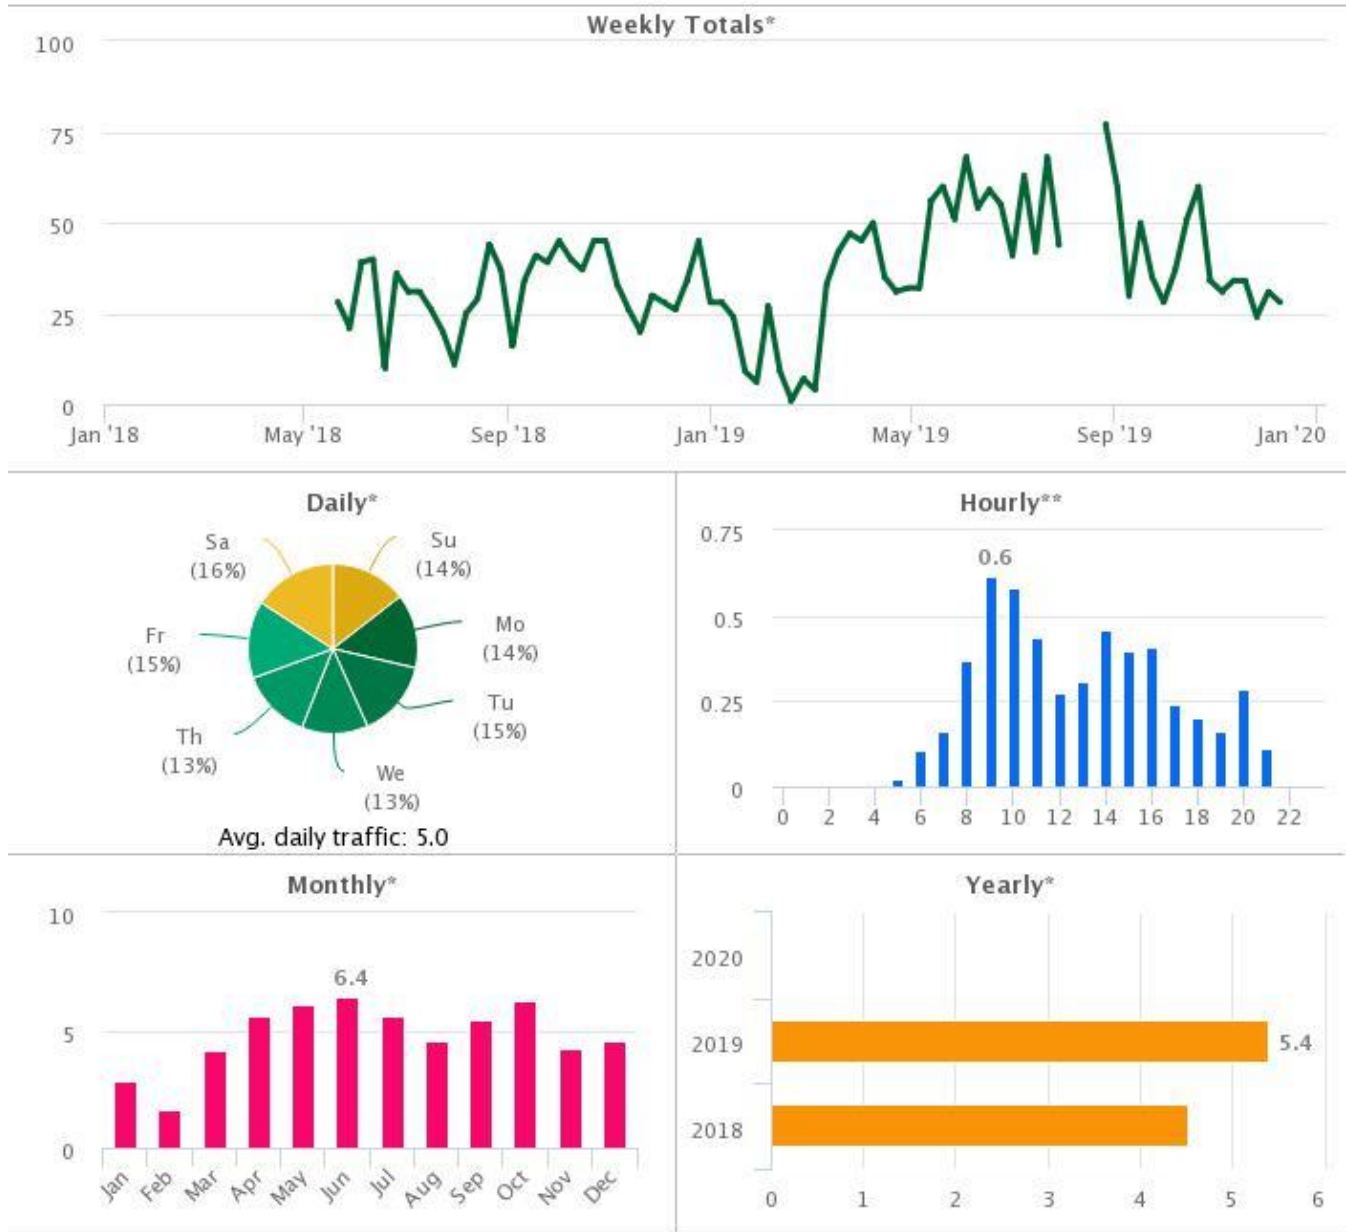 Weekly Totals*
100
75
50
25
0
Jan '18 May '18 Sep '18 Jan '19 May '19 Sep '19 Jan '20
Daily*
Sa
(16%)
Su
(14%)
Fr
(15%)
Mo
(14%)
Tu
(15%)
Th
(13%)
We
(13%)
Avg. daily traffic: 5.0
Hourly**
0.75
0.6
0.5
0.25
0
0 2 4 6 8 10 12 14 16 18 20 22
Monthly*
10
6.4
5
0
Jan Feb Mar Apr May Jun Jul Aug Sep Oct Nov Dec
Yearly*
2020
2019 5.4
2018
0 1 2 3 4 5 6